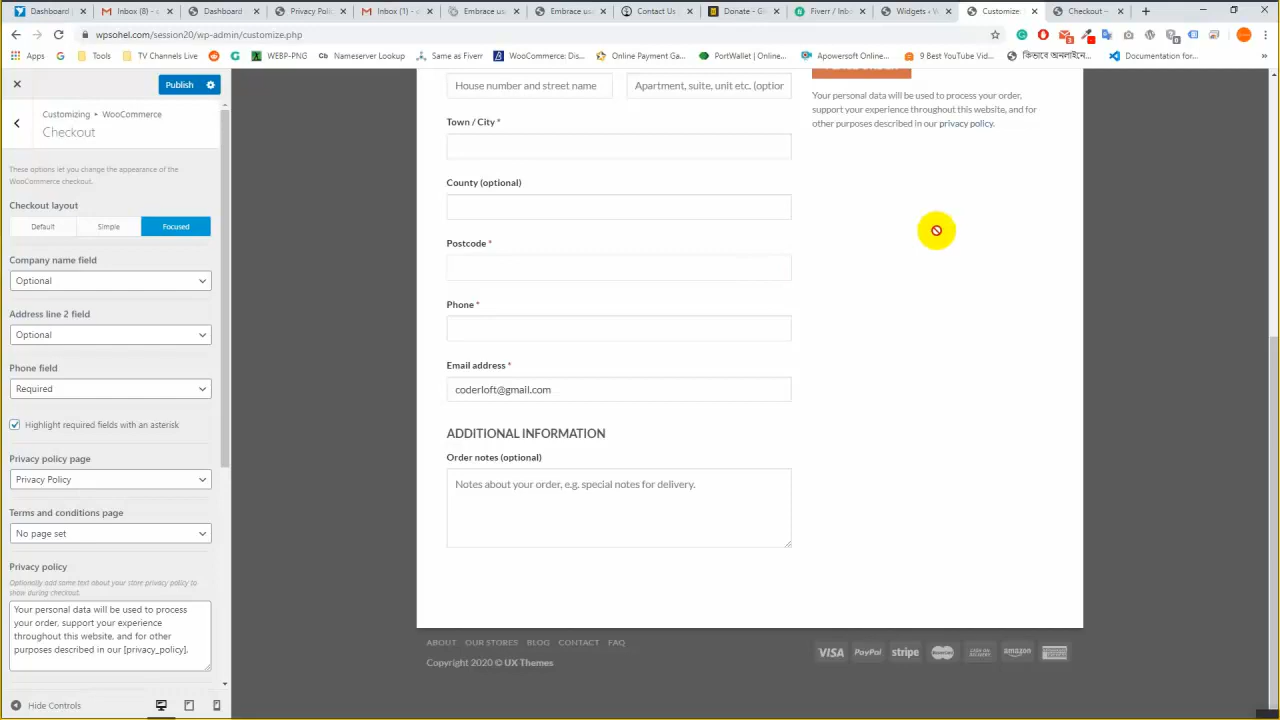 Dashboard
Inbox (8) -
Dashboard
Privacy Polic
Inbox (1) -
Embrace us
Embrace us
Contact Us
Donate - Gi
Fiverr / Inbo
Widgets ‹ W
Customize:
Checkout –
wpsohel.com/session20/wp-admin/customize.php
Apps
Tools
TV Channels Live
WEBP-PNG
Nameserver Lookup
Same as Fiverr
WooCommerce: Dis...
Online Payment Ga...
PortWallet | Online...
Apowersoft Online...
9 Best YouTube Vid...
কিভাবে অনলাইনে...
Documentation for...
Publish
Customizing ▸ WooCommerce
Checkout
These options let you change the appearance of the
WooCommerce checkout.
Checkout layout
Default
Simple
Focused
Company name field
Optional
Address line 2 field
Optional
Phone field
Required
Highlight required fields with an asterisk
Privacy policy page
Privacy Policy
Terms and conditions page
No page set
Privacy policy
Optionally add some text about your store privacy policy to
show during checkout.
Your personal data will be used to process
your order, support your experience
throughout this website, and for other
purposes described in our [privacy_policy].
Hide Controls
House number and street name
Apartment, suite, unit etc. (option
Town / City *
County (optional)
Postcode *
Phone *
Email address *
coderloft@gmail.com
ADDITIONAL INFORMATION
Order notes (optional)
Notes about your order, e.g. special notes for delivery.
Your personal data will be used to process your order,
support your experience throughout this website, and for
other purposes described in our privacy policy.
ABOUT OUR STORES BLOG CONTACT FAQ
Copyright 2020 © UX Themes
VISA
PayPal
stripe
MasterCard
CASH ON DELIVERY
amazon